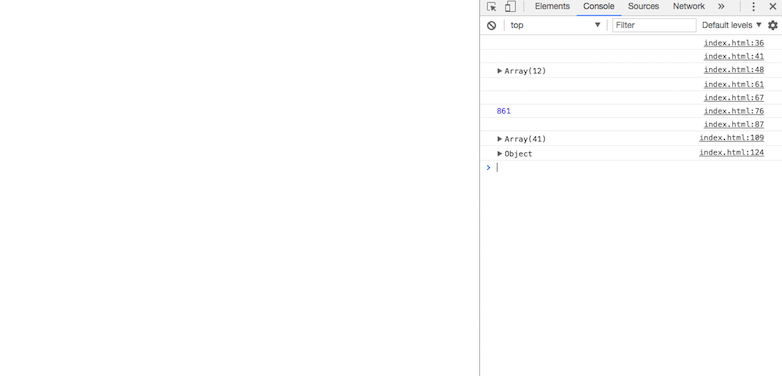 Elements Console Sources Network »
top Filter Default levels
index.html:36
index.html:41
Array(12) index.html:48
index.html:61
index.html:67
861 index.html:76
index.html:87
Array(41) index.html:109
Object index.html:124